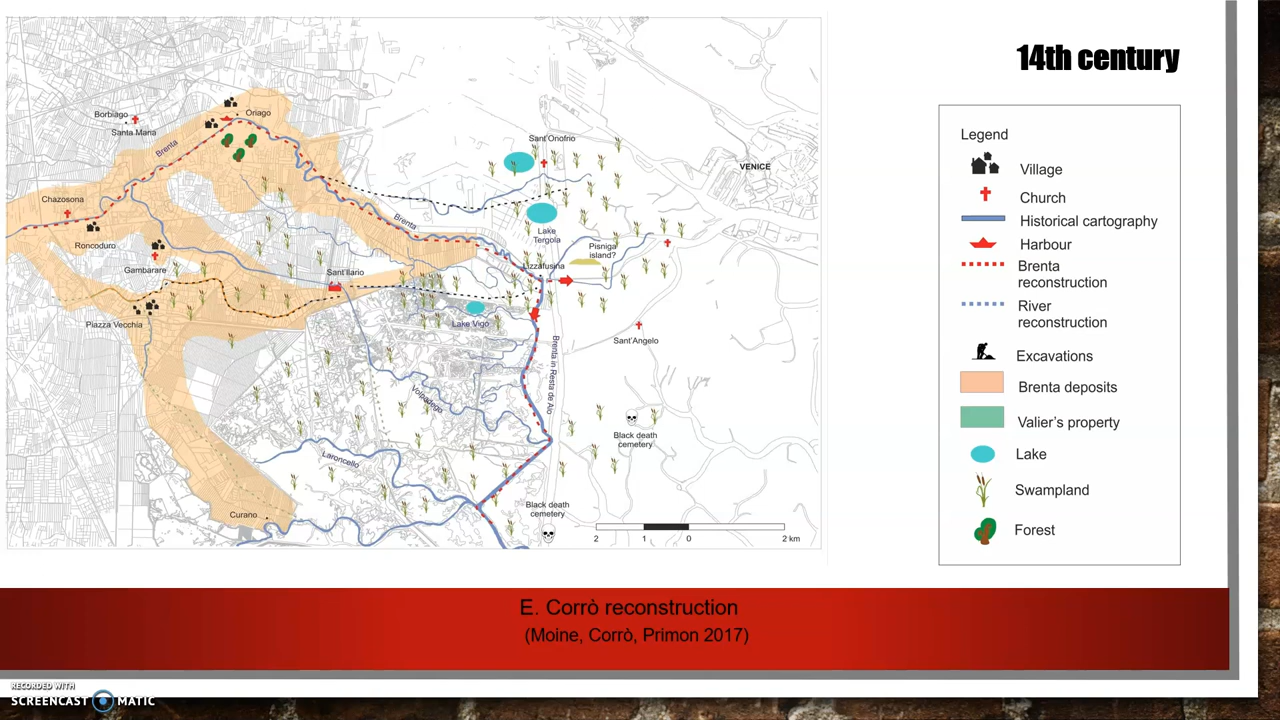 14th century
Borbiago
Santa Maria
Oriago
Brenta
Chazosona
Roncoduro
Gambarare
Piazza Vecchia
Sant'Ilario
Brenta
Sant'Onofrio
VENICE
Lake
Tergola
Pisniga
island?
Lizzafusina
Lake Vigo
Sant'Angelo
Brenta in Resta de Aio
Volpadego
Laroncello
Curano
Black death
cemetery
Black death
cemetery
2 1 0 2 km
Legend
Village
Church
Historical cartography
Harbour
Brenta
reconstruction
River
reconstruction
Excavations
Brenta deposits
Valier's property
Lake
Swampland
Forest
E. Corrò reconstruction
(Moine, Corrò, Primon 2017)
RECORDED WITH
SCREENCAST MATIC